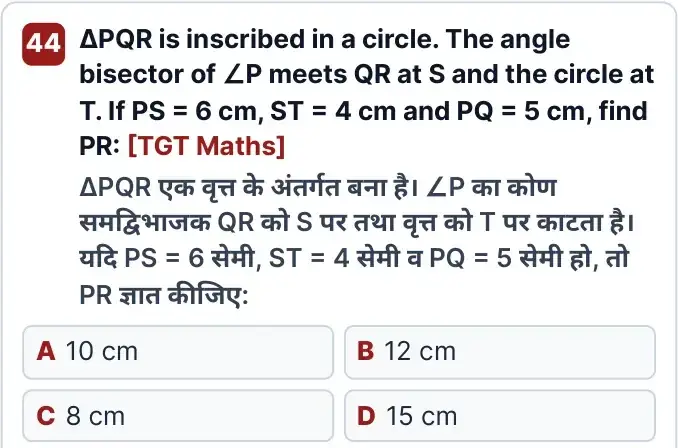 44 ΔPQR is inscribed in a circle. The angle
bisector of ∠P meets QR at S and the circle at
T. If PS = 6 cm, ST = 4 cm and PQ = 5 cm, find
PR: [TGT Maths]
ΔPQR एक वृत्त के अंतर्गत बना है। ∠P का कोण
समद्विभाजक QR को S पर तथा वृत्त को T पर काटता है।
यदि PS = 6 सेमी, ST = 4 सेमी व PQ = 5 सेमी हो, तो
PR ज्ञात कीजिए:
A 10 cm
B 12 cm
C 8 cm
D 15 cm